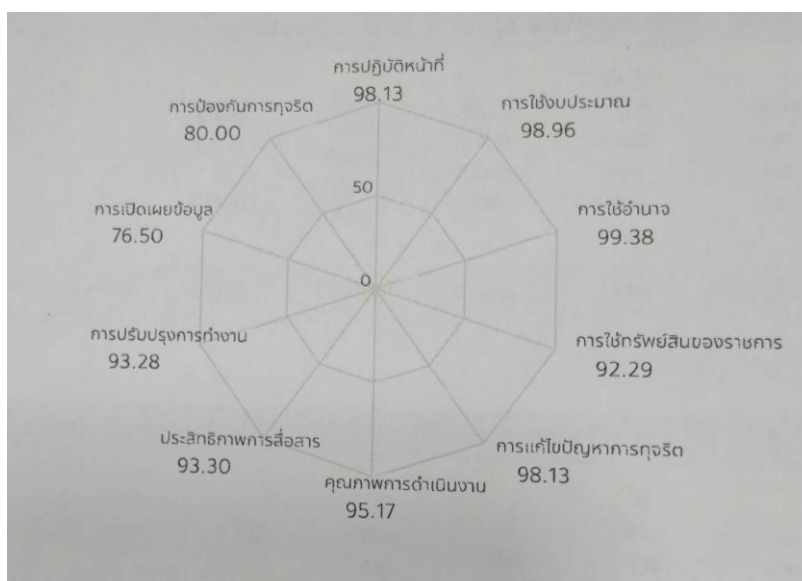 การปฏิบัติหน้าที่
98.13
การใช้งบประมาณ
98.96
การใช้อำนาจ
99.38
การใช้ทรัพย์สินของราชการ
92.29
การแก้ไขปัญหาการทุจริต
98.13
คุณภาพการดำเนินงาน
95.17
ประสิทธิภาพการสื่อสาร
93.30
การปรับปรุงการทำงาน
93.28
การเปิดเผยข้อมูล
76.50
การป้องกันการทุจริต
80.00
50
0